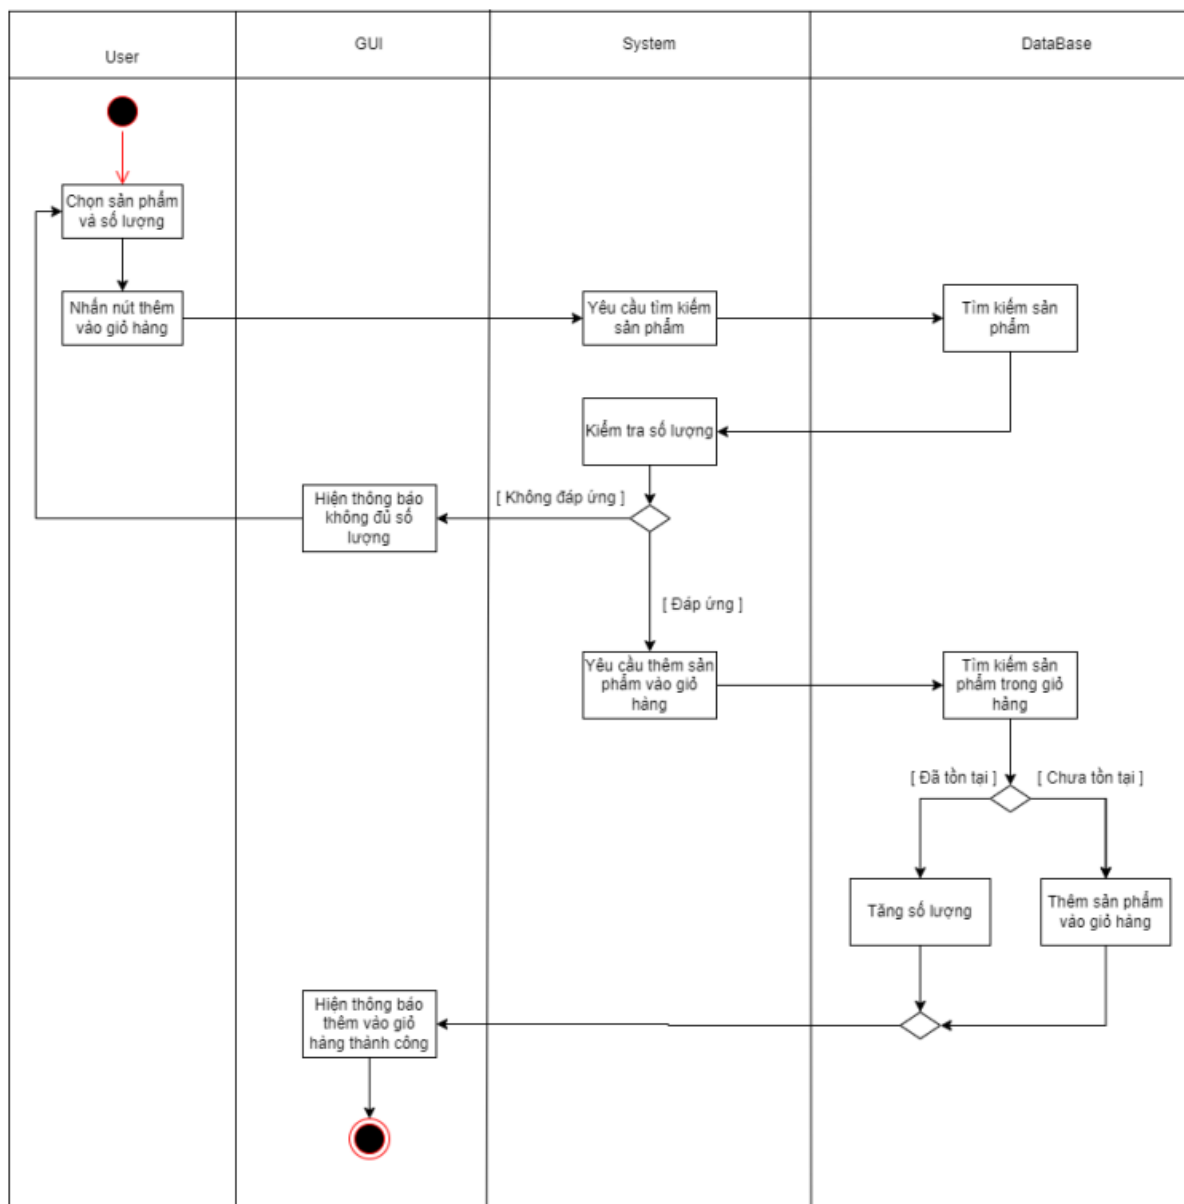 User
GUI
System
DataBase
Chọn sản phẩm
và số lượng
Nhấn nút thêm
vào giỏ hàng
Yêu cầu tìm kiếm
sản phẩm
Tìm kiếm sản
phẩm
Kiểm tra số lượng
[ Không đáp ứng ]
Hiện thông báo
không đủ số
lượng
[ Đáp ứng ]
Yêu cầu thêm sản
phẩm vào giỏ
hàng
Tìm kiếm sản
phẩm trong giỏ
hàng
[ Đã tồn tại ]
[ Chưa tồn tại ]
Tăng số lượng
Thêm sản phẩm
vào giỏ hàng
Hiện thông báo
thêm vào giỏ
hàng thành công